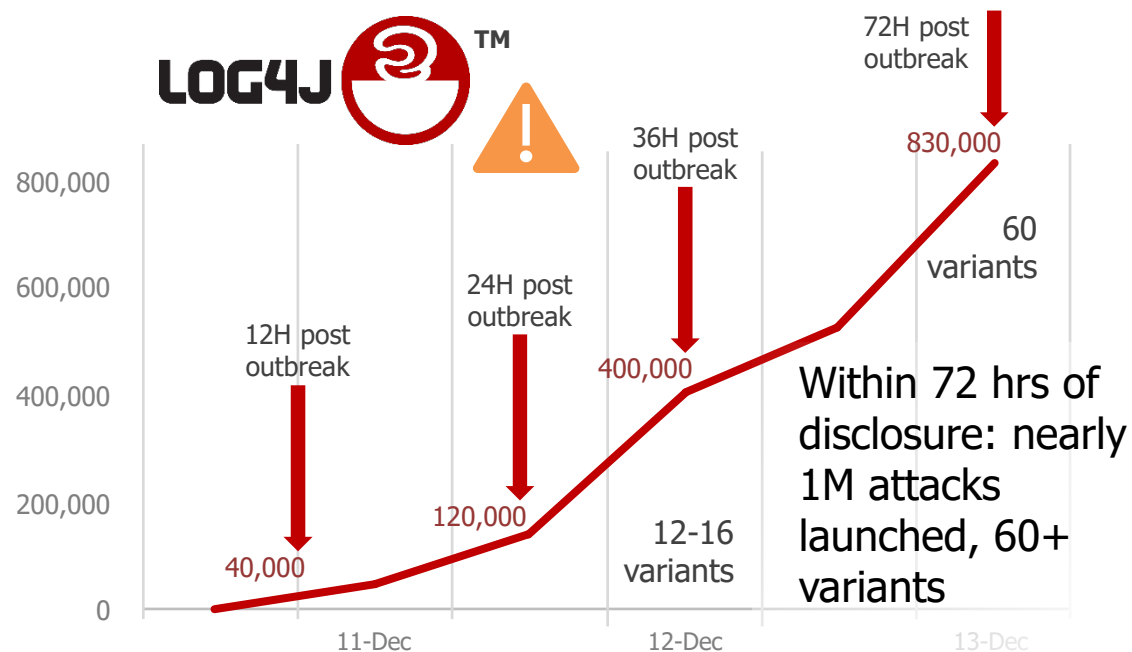 LOG4J
TM
72H post
outbreak
36H post
outbreak
830,000
800,000
60
variants
600,000
24H post
outbreak
12H post
outbreak
400,000
400,000
Within 72 hrs of
disclosure: nearly
1M attacks
launched, 60+
variants
200,000
120,000
12-16
variants
40,000
0
11-Dec
12-Dec
13-Dec